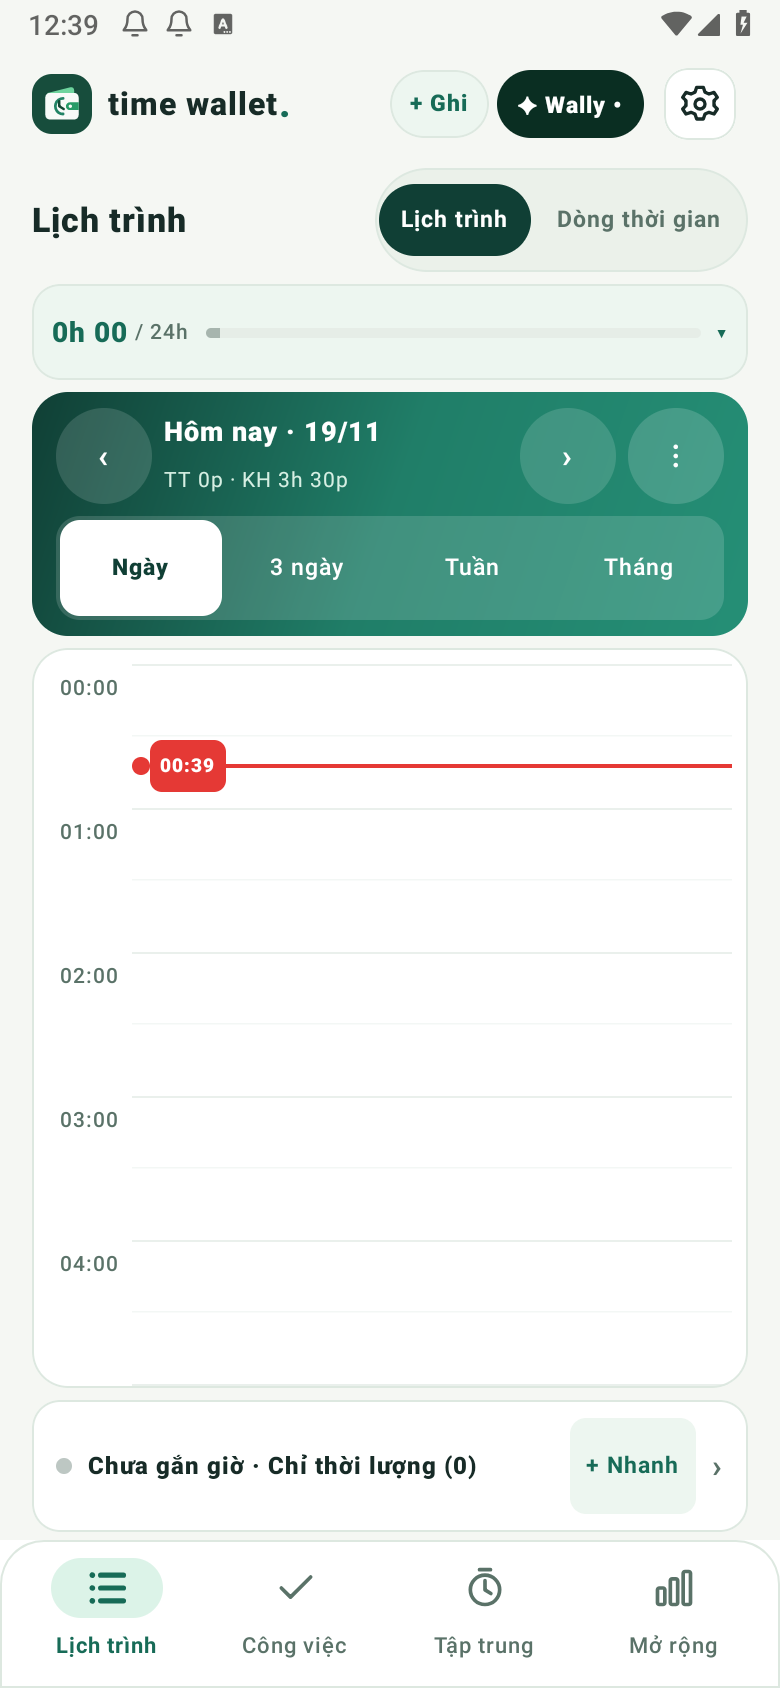 12:39
time wallet.
+ Ghi
Wally •
Lịch trình
Lịch trình
Dòng thời gian
0h 00 / 24h
Hôm nay · 19/11
TT 0p · KH 3h 30p
Ngày
3 ngày
Tuần
Tháng
00:00
00:39
01:00
02:00
03:00
04:00
Chưa gắn giờ · Chỉ thời lượng (0)
+ Nhanh
Lịch trình
Công việc
Tập trung
Mở rộng